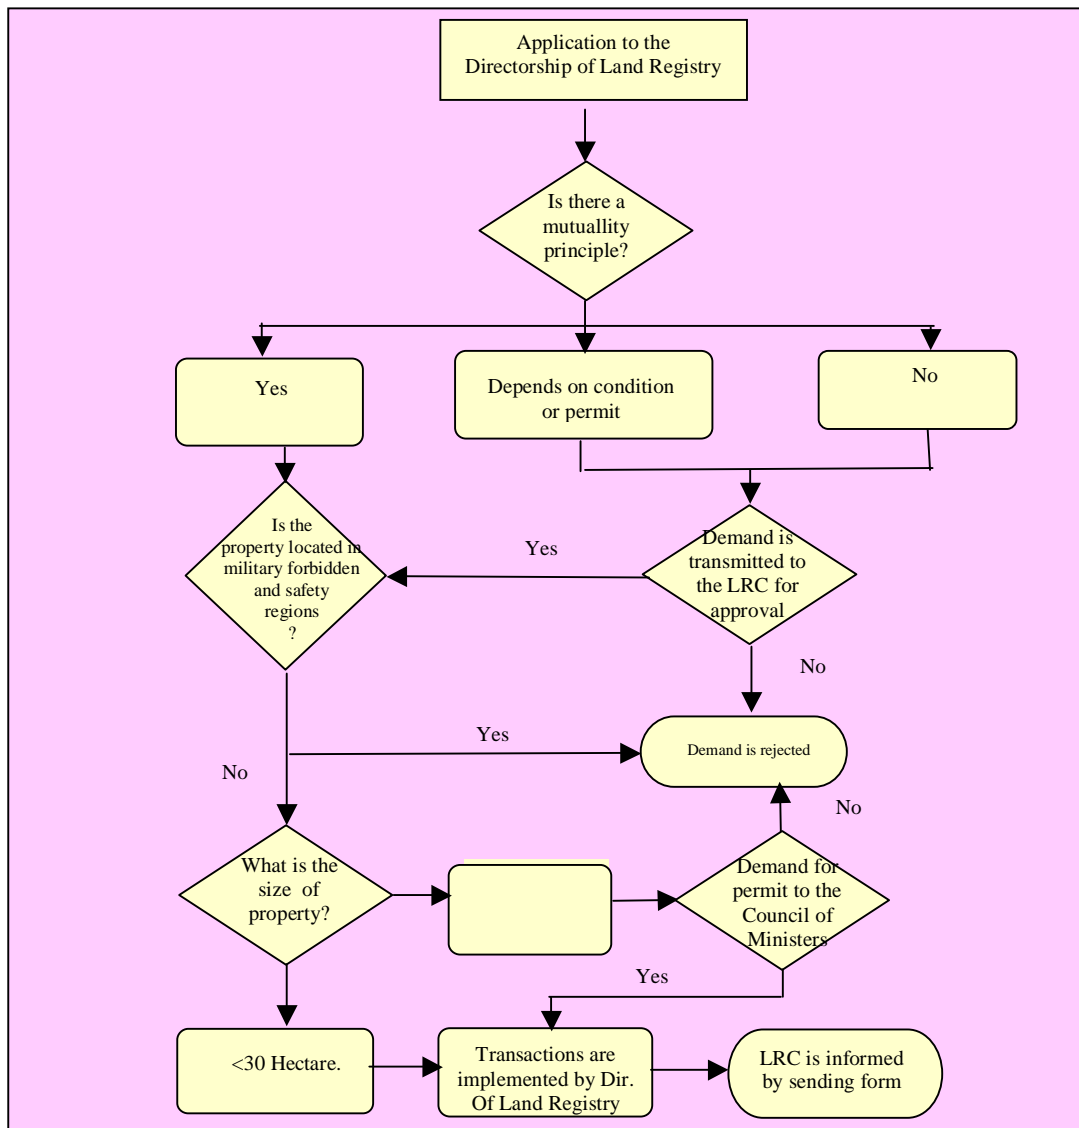 Application to the
Directorship of Land Registry
Is there a
mutuallity
principle?
Yes
Depends on condition
or permit
No
Is the
property located in
military forbidden
and safety
regions
?
Yes
Demand is
transmitted to
the LRC for
approval
No
Yes
Demand is rejected
No
No
What is the
size of
property?
Demand for
permit to the
Council of
Ministers
Yes
<30 Hectare.
Transactions are
implemented by Dir.
Of Land Registry
LRC is informed
by sending form